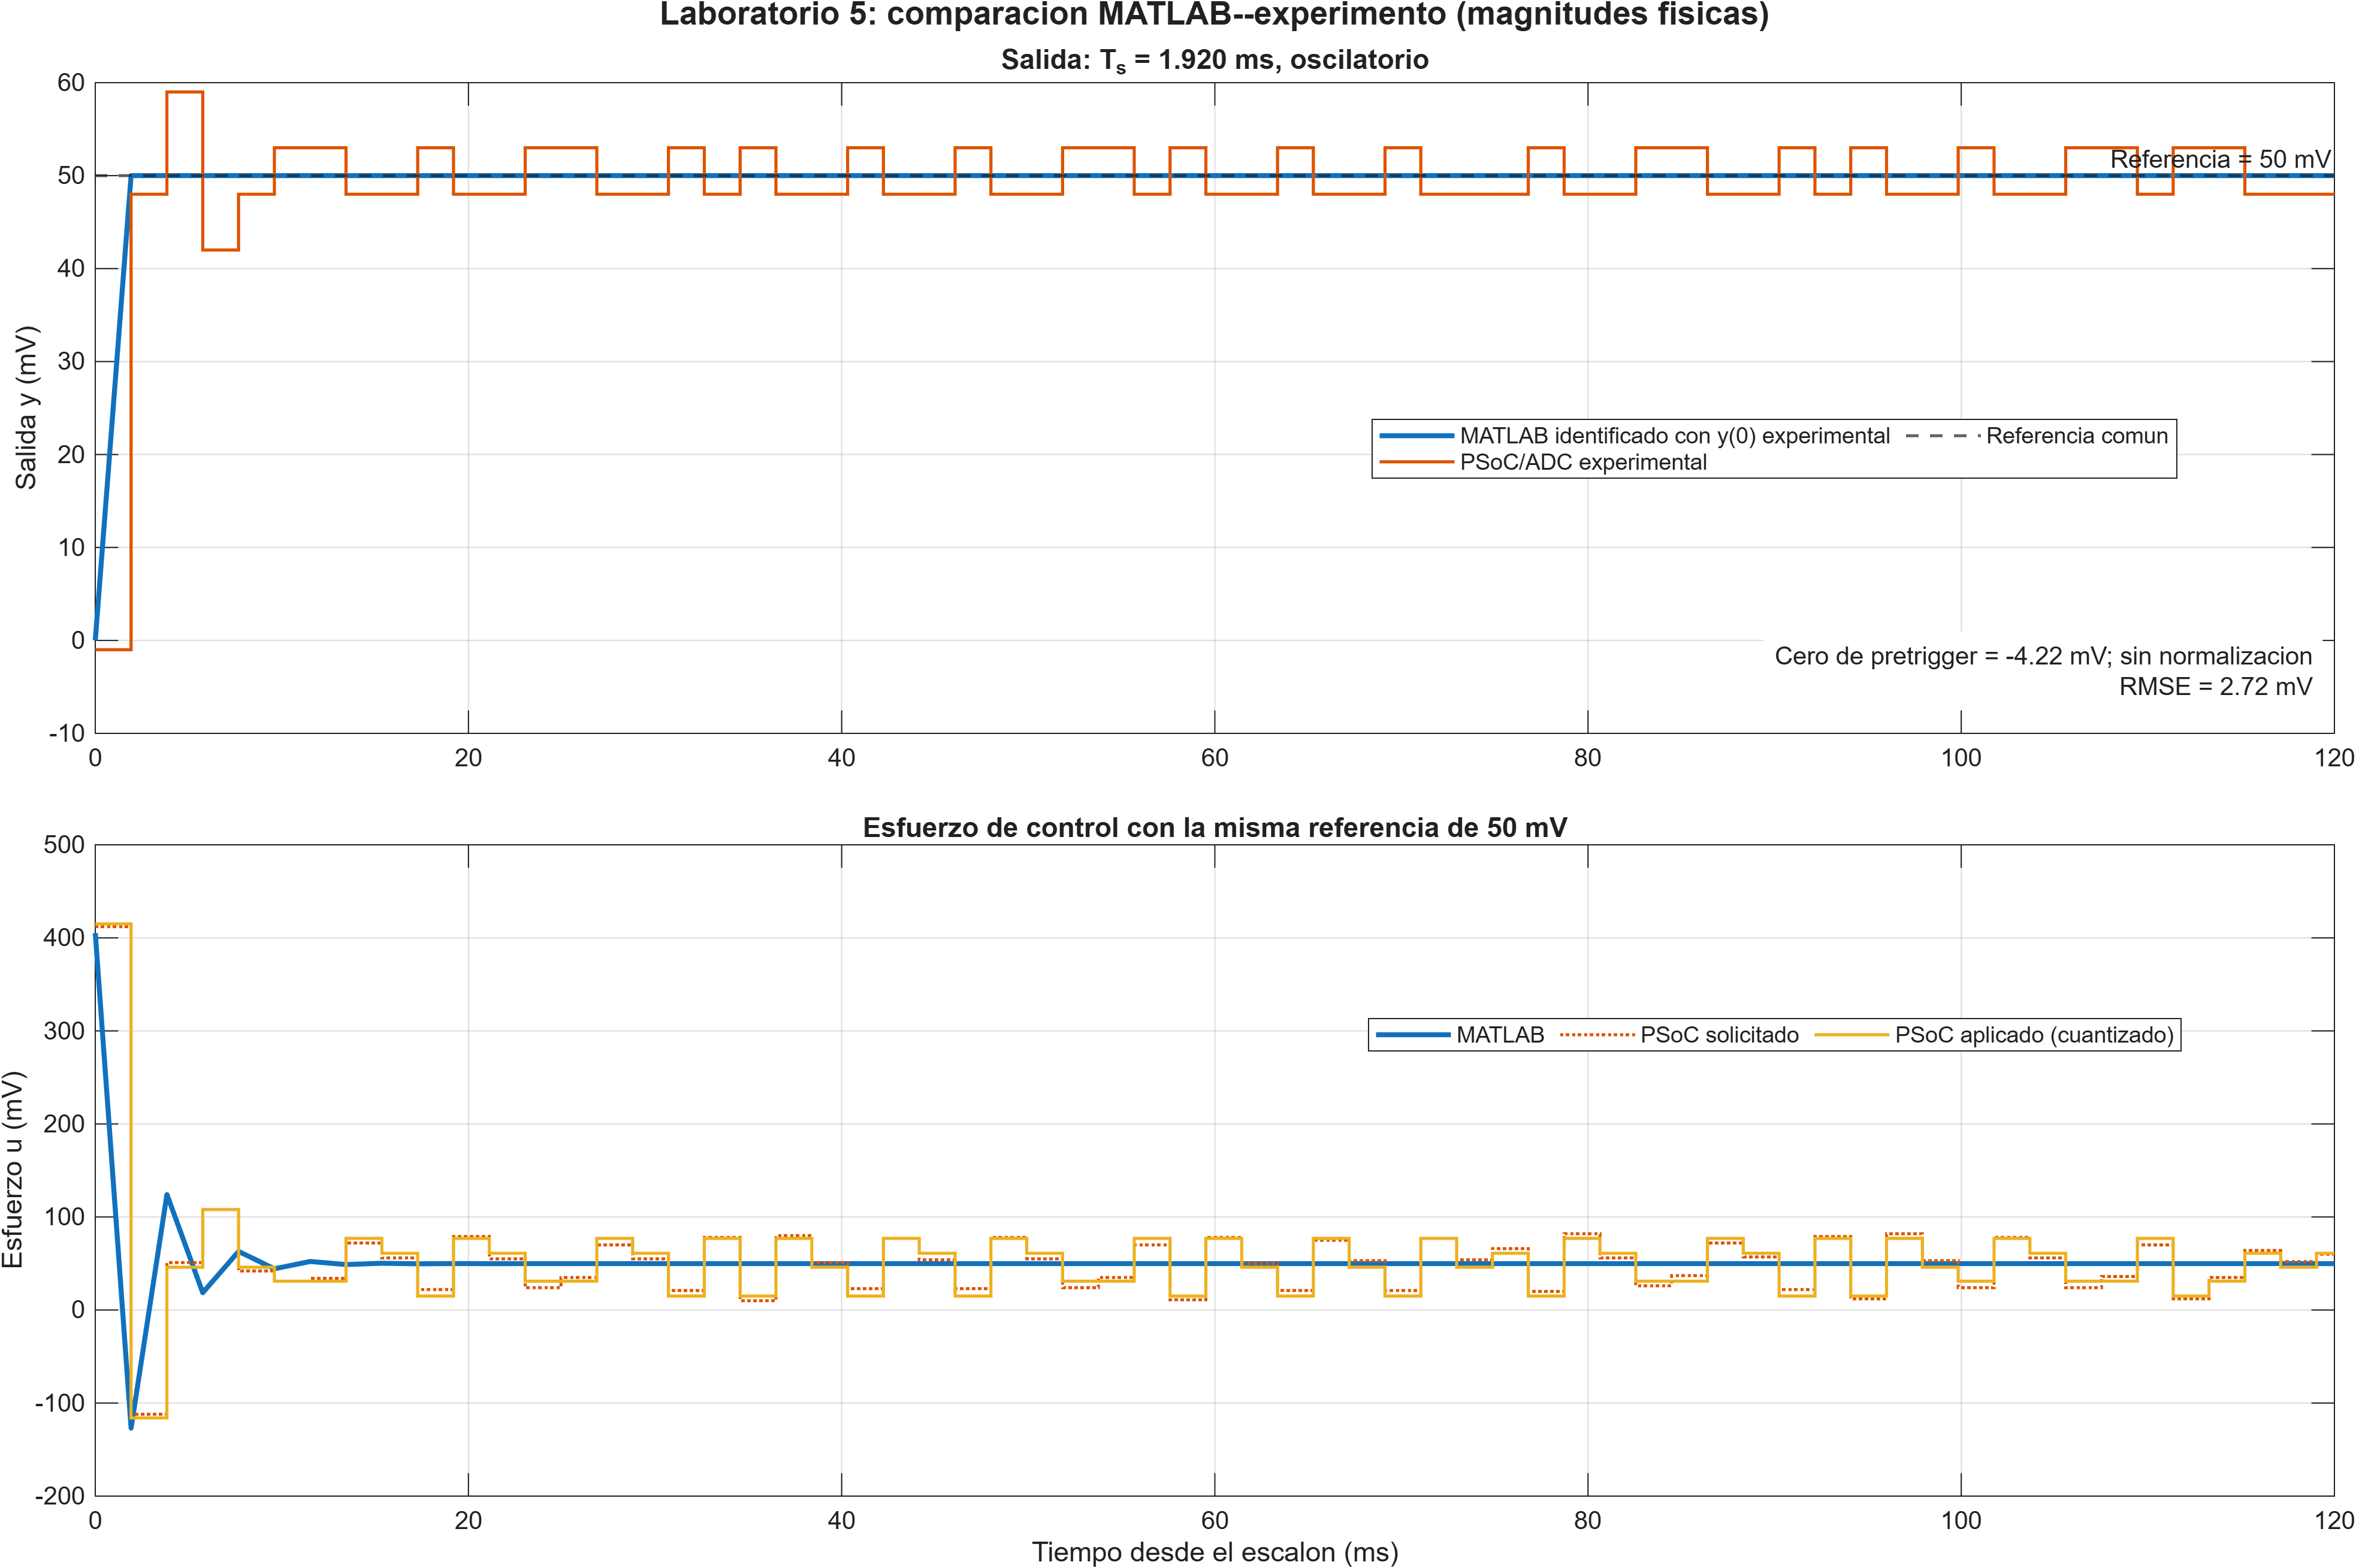 Laboratorio 5: comparacion MATLAB--experimento (magnitudes fisicas)
Salida: Ts = 1.920 ms, oscilatorio
60
50
40
30
20
10
0
-10
Salida y (mV)
Referencia = 50 mV
MATLAB identificado con y(0) experimental
Referencia comun
PSoC/ADC experimental
Cero de pretrigger = -4.22 mV; sin normalizacion
RMSE = 2.72 mV
0 20 40 60 80 100 120
Esfuerzo de control con la misma referencia de 50 mV
500
400
300
200
100
0
-100
-200
Esfuerzo u (mV)
MATLAB
PSoC solicitado
PSoC aplicado (cuantizado)
0 20 40 60 80 100 120
Tiempo desde el escalon (ms)